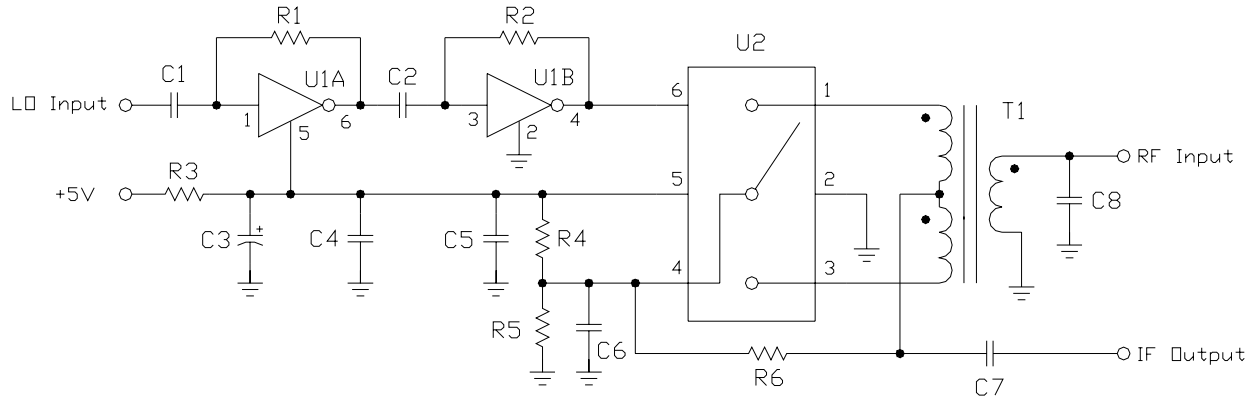 R1
R2
U2
C1
U1A
C2
U1B
LO Input
1
5
6
3
2
4
6
1
T1
RF Input
R3
+5V
5
2
C3
+
C4
C5
R4
C8
4
3
R5
C6
R6
C7
IF Output